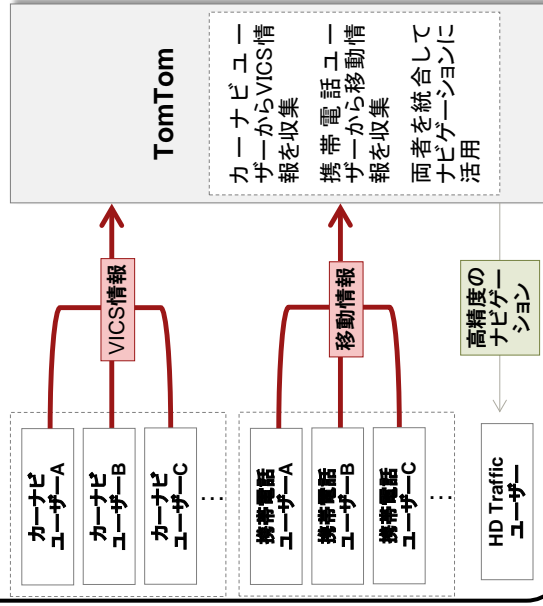 カーナビ
ユーザーA
カーナビ
ユーザーB
カーナビ
ユーザーC
…
VICS情報
携帯電話
ユーザーA
携帯電話
ユーザーB
携帯電話
ユーザーC
…
移動情報
HD Traffic
ユーザー
高精度の
ナビゲー
ション
TomTom
カーナビユー
ザーからVICS情
報を収集
携帯電話ユー
ザーから移動情
報を収集
両者を統合して
ナビゲーションに
活用